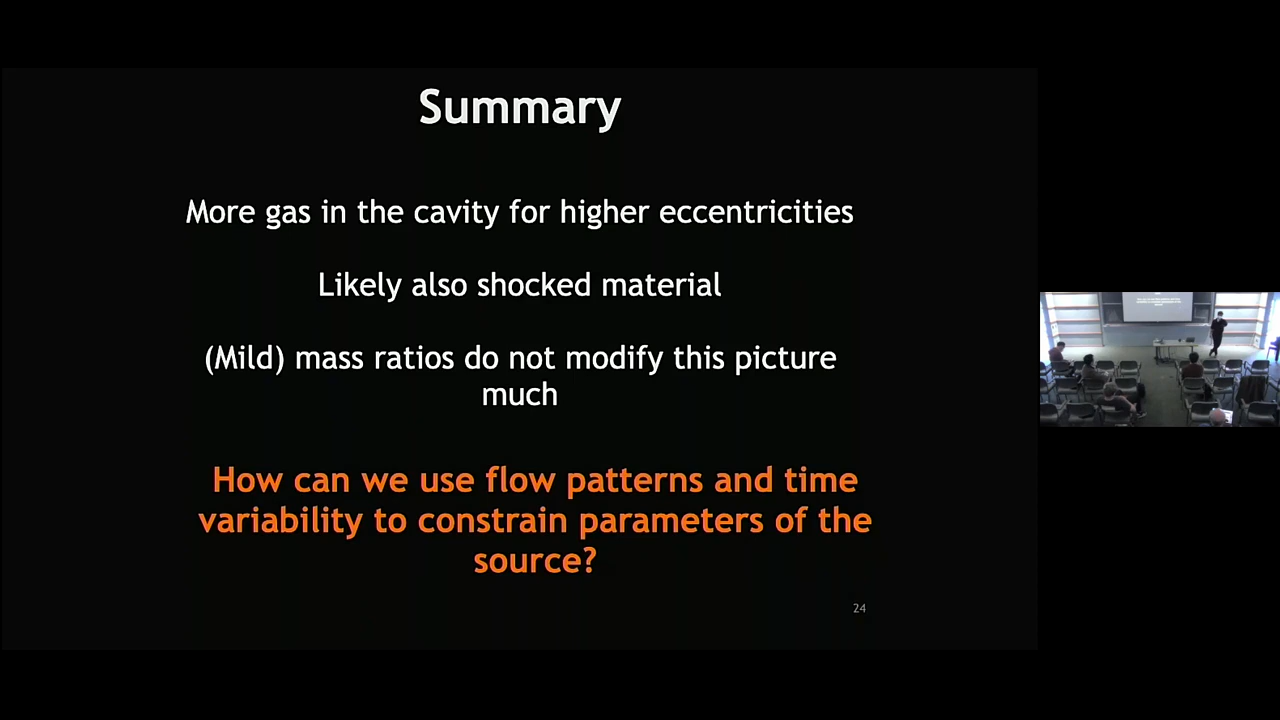 Summary
More gas in the cavity for higher eccentricities
Likely also shocked material
(Mild) mass ratios do not modify this picture
much
How can we use flow patterns and time
variability to constrain parameters of the
source?
24